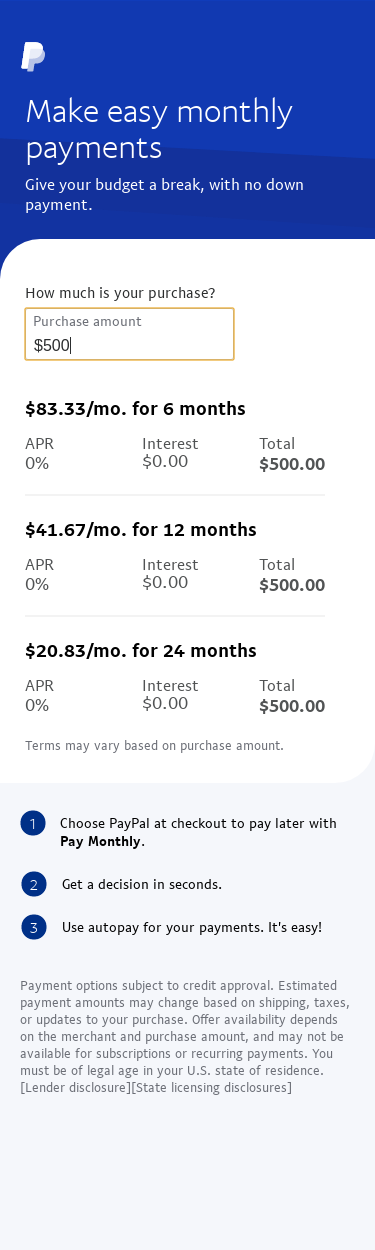 Make easy monthly
payments
Give your budget a break, with no down
payment.
How much is your purchase?
Purchase amount
$500
$83.33/mo. for 6 months
APR Interest Total
0% $0.00 $500.00
$41.67/mo. for 12 months
APR Interest Total
0% $0.00 $500.00
$20.83/mo. for 24 months
APR Interest Total
0% $0.00 $500.00
Terms may vary based on purchase amount.
1 Choose PayPal at checkout to pay later with
Pay Monthly.
2 Get a decision in seconds.
3 Use autopay for your payments. It's easy!
Payment options subject to credit approval. Estimated
payment amounts may change based on shipping, taxes,
or updates to your purchase. Offer availability depends
on the merchant and purchase amount, and may not be
available for subscriptions or recurring payments. You
must be of legal age in your U.S. state of residence.
[Lender disclosure][State licensing disclosures]